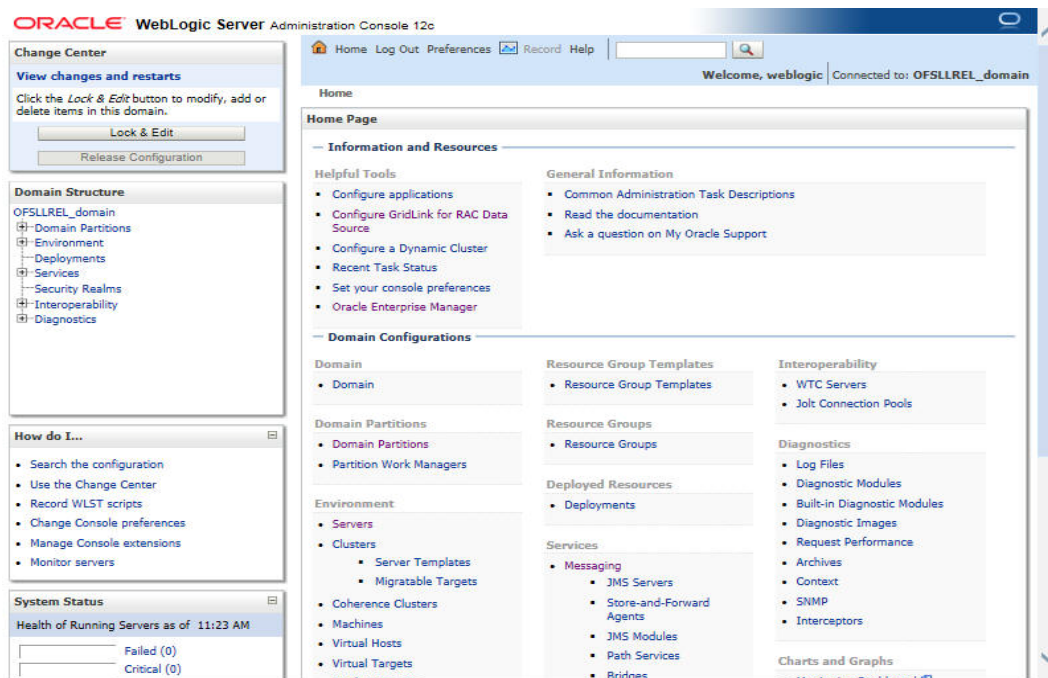 ORACLE WebLogic Server Administration Console 12c
Change Center
View changes and restarts
Click the Lock & Edit button to modify, add or
delete items in this domain.
Lock & Edit
Release Configuration
Domain Structure
OFSLLREL_domain
Domain Partitions
Environment
Deployments
Services
Security Realms
Interoperability
Diagnostics
How do I...
Search the configuration
Use the Change Center
Record WLST scripts
Change Console preferences
Manage Console extensions
Monitor servers
System Status
Health of Running Servers as of 11:23 AM
Failed (0)
Critical (0)
Home Log Out Preferences Record Help
Welcome, weblogic Connected to: OFSLLREL_domain
Home
Home Page
Information and Resources
Helpful Tools
Configure applications
Configure GridLink for RAC Data
Source
Configure a Dynamic Cluster
Recent Task Status
Set your console preferences
Oracle Enterprise Manager
General Information
Common Administration Task Descriptions
Read the documentation
Ask a question on My Oracle Support
Domain Configurations
Domain
Domain
Domain Partitions
Domain Partitions
Partition Work Managers
Environment
Servers
Clusters
Server Templates
Migratable Targets
Coherence Clusters
Machines
Virtual Hosts
Virtual Targets
Resource Group Templates
Resource Group Templates
Resource Groups
Resource Groups
Deployed Resources
Deployments
Services
Messaging
JMS Servers
Store-and-Forward
Agents
JMS Modules
Path Services
Bridges
Interoperability
WTC Servers
Jolt Connection Pools
Diagnostics
Log Files
Diagnostic Modules
Built-in Diagnostic Modules
Diagnostic Images
Request Performance
Archives
Context
SNMP
Interceptors
Charts and Graphs